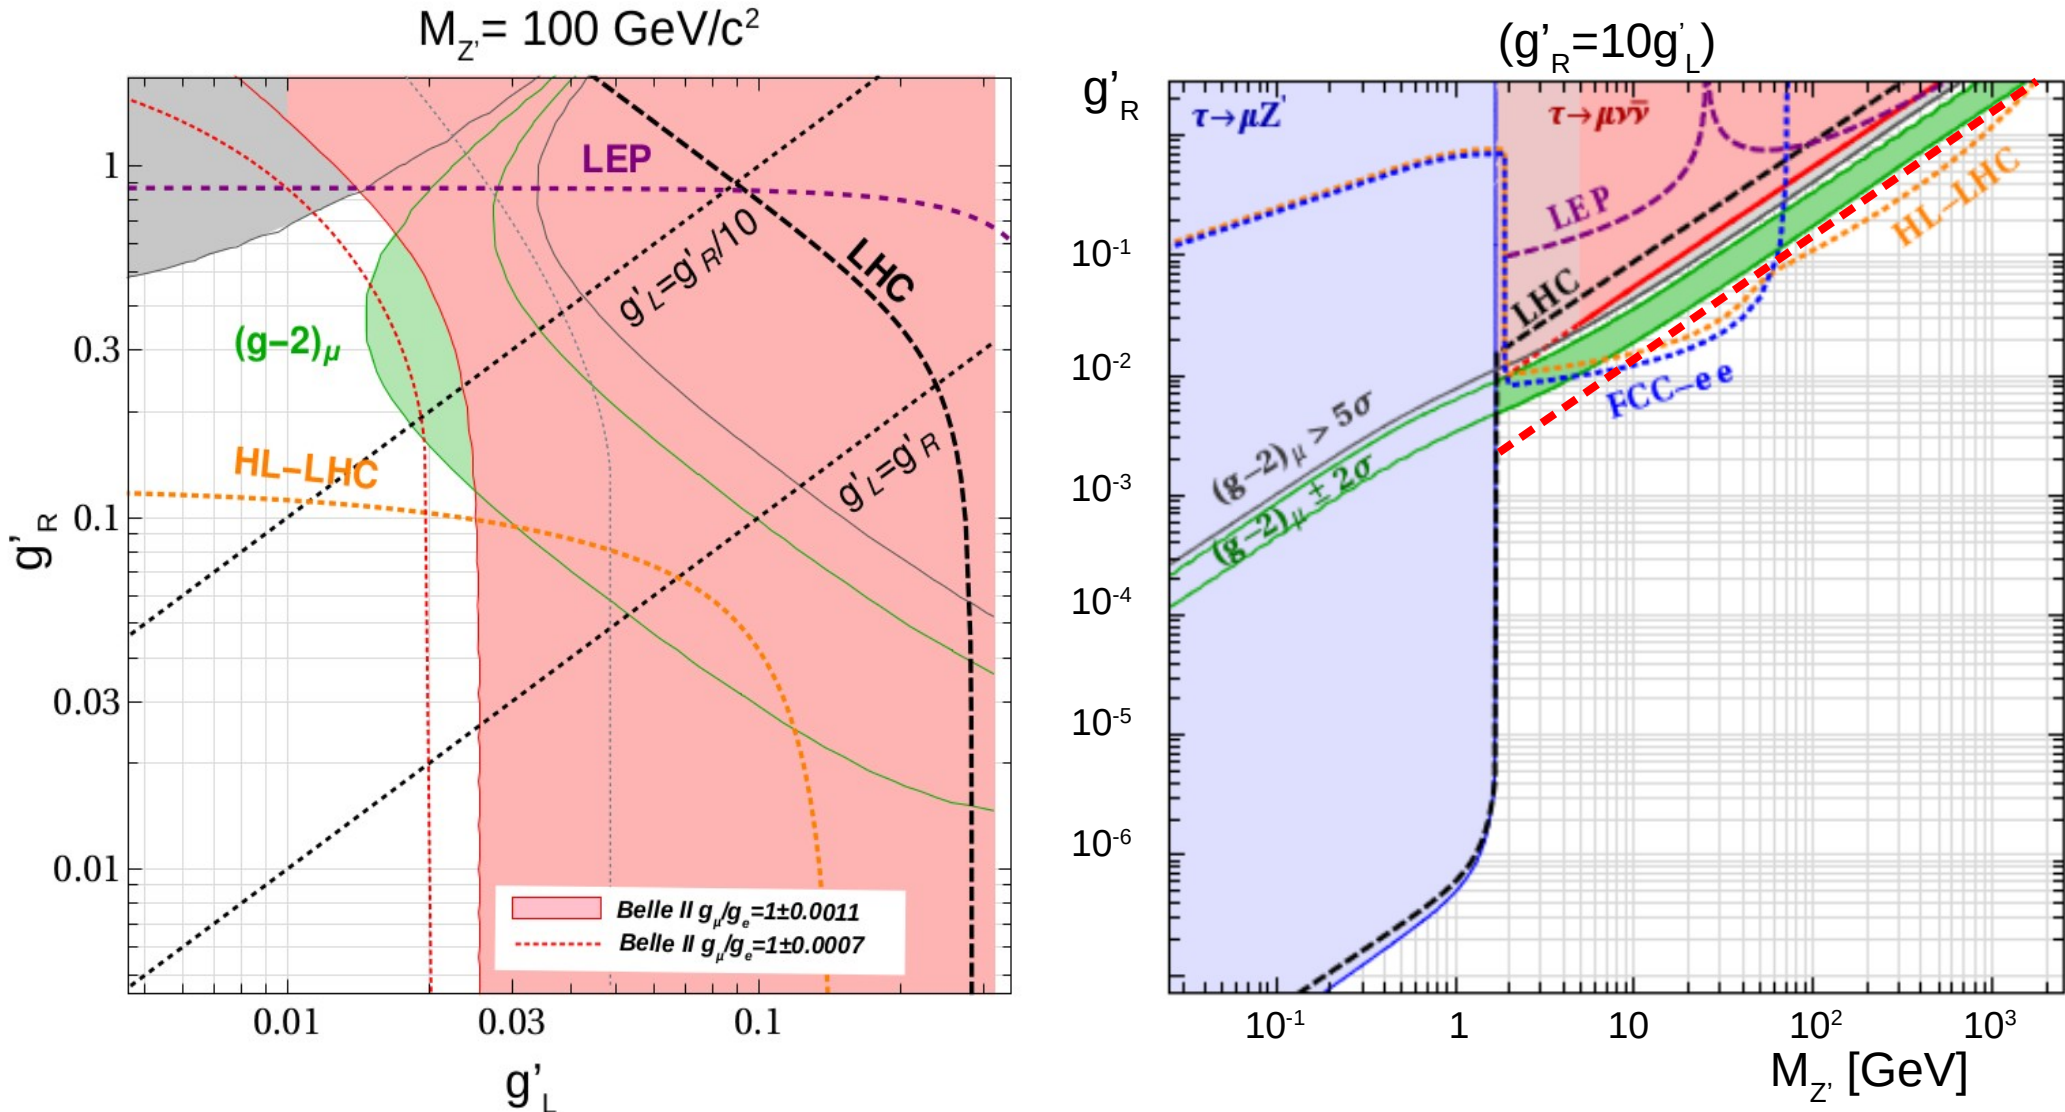 M_Z'= 100 GeV/c²
g'_R
1
0.3
0.1
0.03
0.01
LEP
LHC
g'_L=g'_R/10
(g−2)_μ
HL−LHC
g'_L=g'_R
Belle II g_μ/g_e=1±0.0011
Belle II g_μ/g_e=1±0.0007
0.01
0.03
0.1
g'_L
(g'_R=10g'_L)
g'_R
10⁻¹
10⁻²
10⁻³
10⁻⁴
10⁻⁵
10⁻⁶
τ→μZ'
τ→μνν̄
LEP
LHC
HL−LHC
FCC−ee
(g−2)_μ > 5σ
(g−2)_μ ± 2σ
10⁻¹
1
10
10²
10³
M_Z' [GeV]